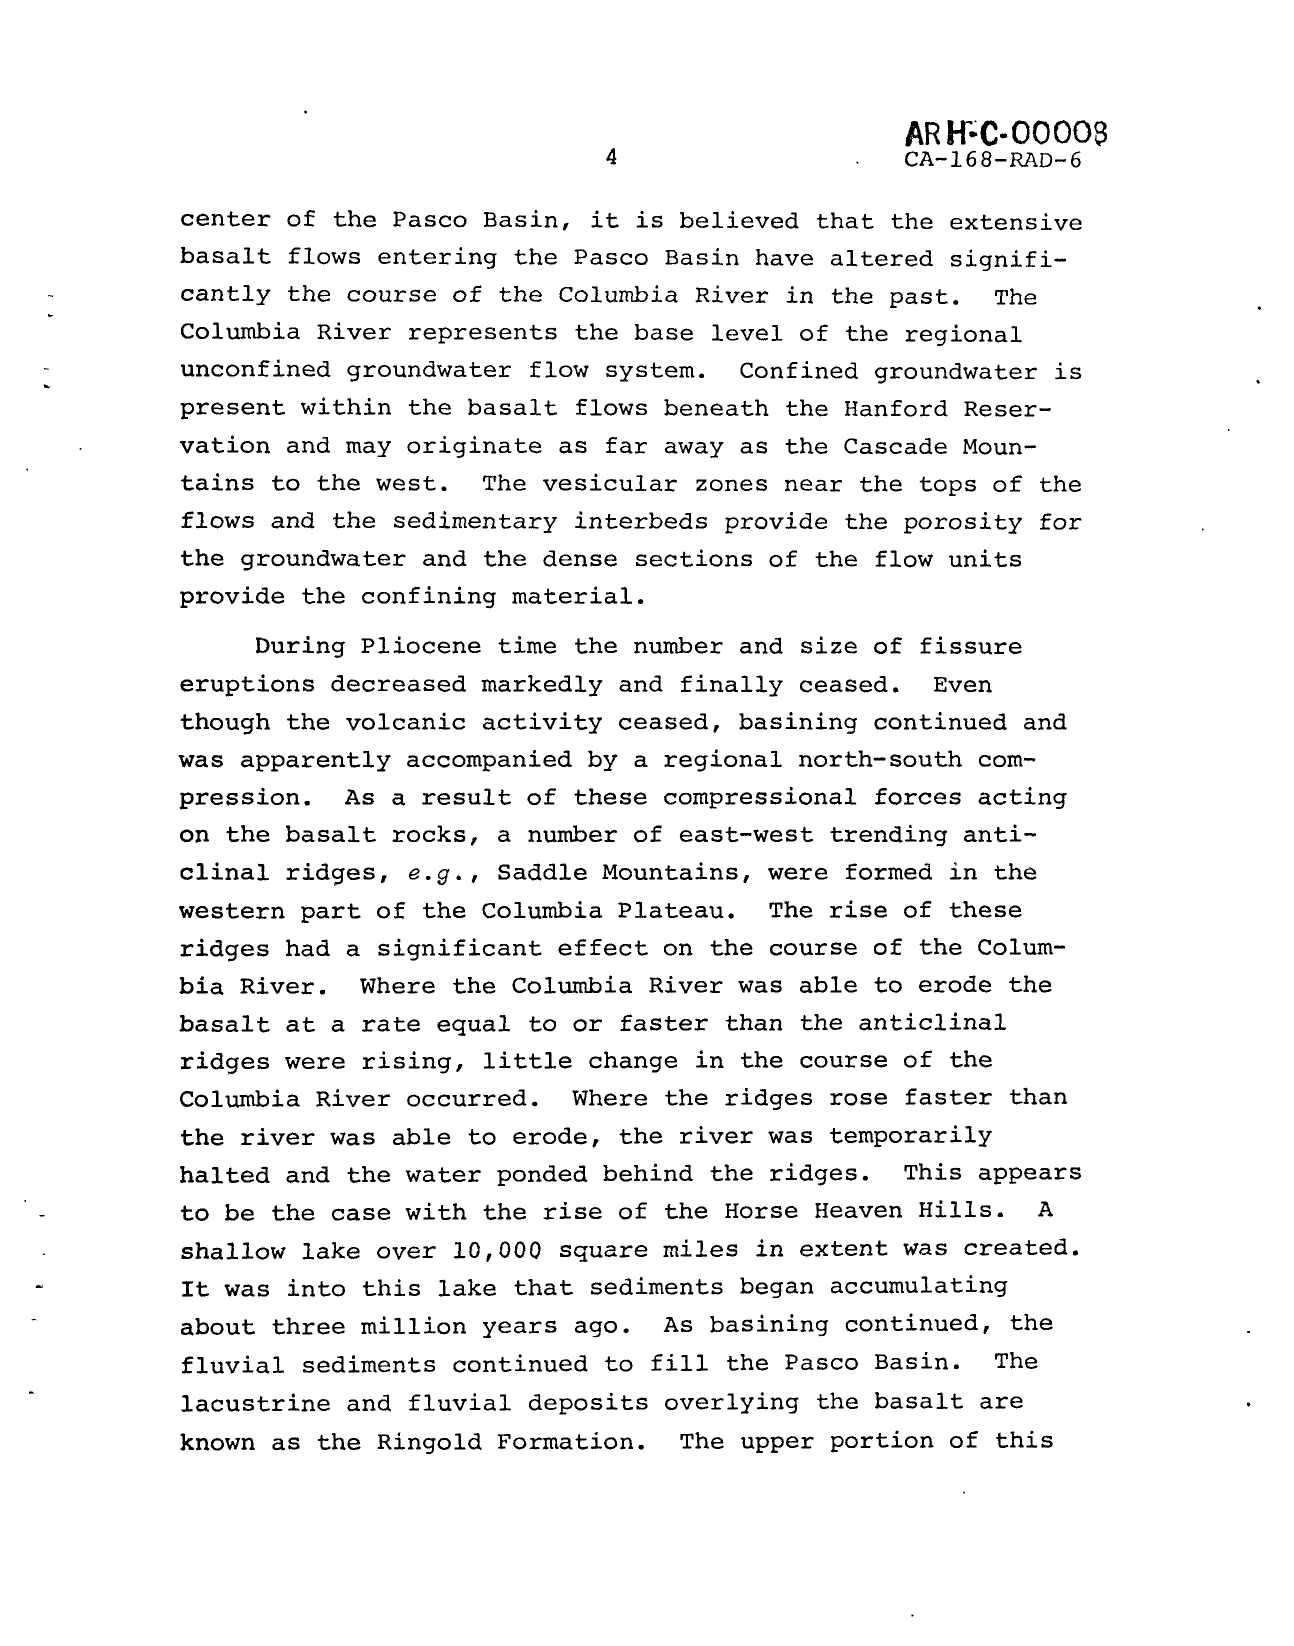 ARH-C-00008
4
CA-168-RAD-6
center of the Pasco Basin, it is believed that the extensive
basalt flows entering the Pasco Basin have altered signifi-
cantly the course of the Columbia River in the past. The
Columbia River represents the base level of the regional
unconfined groundwater flow system. Confined groundwater is
present within the basalt flows beneath the Hanford Reser-
vation and may originate as far away as the Cascade Moun-
tains to the west. The vesicular zones near the tops of the
flows and the sedimentary interbeds provide the porosity for
the groundwater and the dense sections of the flow units
provide the confining material.
During Pliocene time the number and size of fissure
eruptions decreased markedly and finally ceased. Even
though the volcanic activity ceased, basining continued and
was apparently accompanied by a regional north-south com-
pression. As a result of these compressional forces acting
on the basalt rocks, a number of east-west trending anti-
clinal ridges, e.g., Saddle Mountains, were formed in the
western part of the Columbia Plateau. The rise of these
ridges had a significant effect on the course of the Colum-
bia River. Where the Columbia River was able to erode the
basalt at a rate equal to or faster than the anticlinal
ridges were rising, little change in the course of the
Columbia River occurred. Where the ridges rose faster than
the river was able to erode, the river was temporarily
halted and the water ponded behind the ridges. This appears
to be the case with the rise of the Horse Heaven Hills. A
shallow lake over 10,000 square miles in extent was created.
It was into this lake that sediments began accumulating
about three million years ago. As basining continued, the
fluvial sediments continued to fill the Pasco Basin. The
lacustrine and fluvial deposits overlying the basalt are
known as the Ringold Formation. The upper portion of this